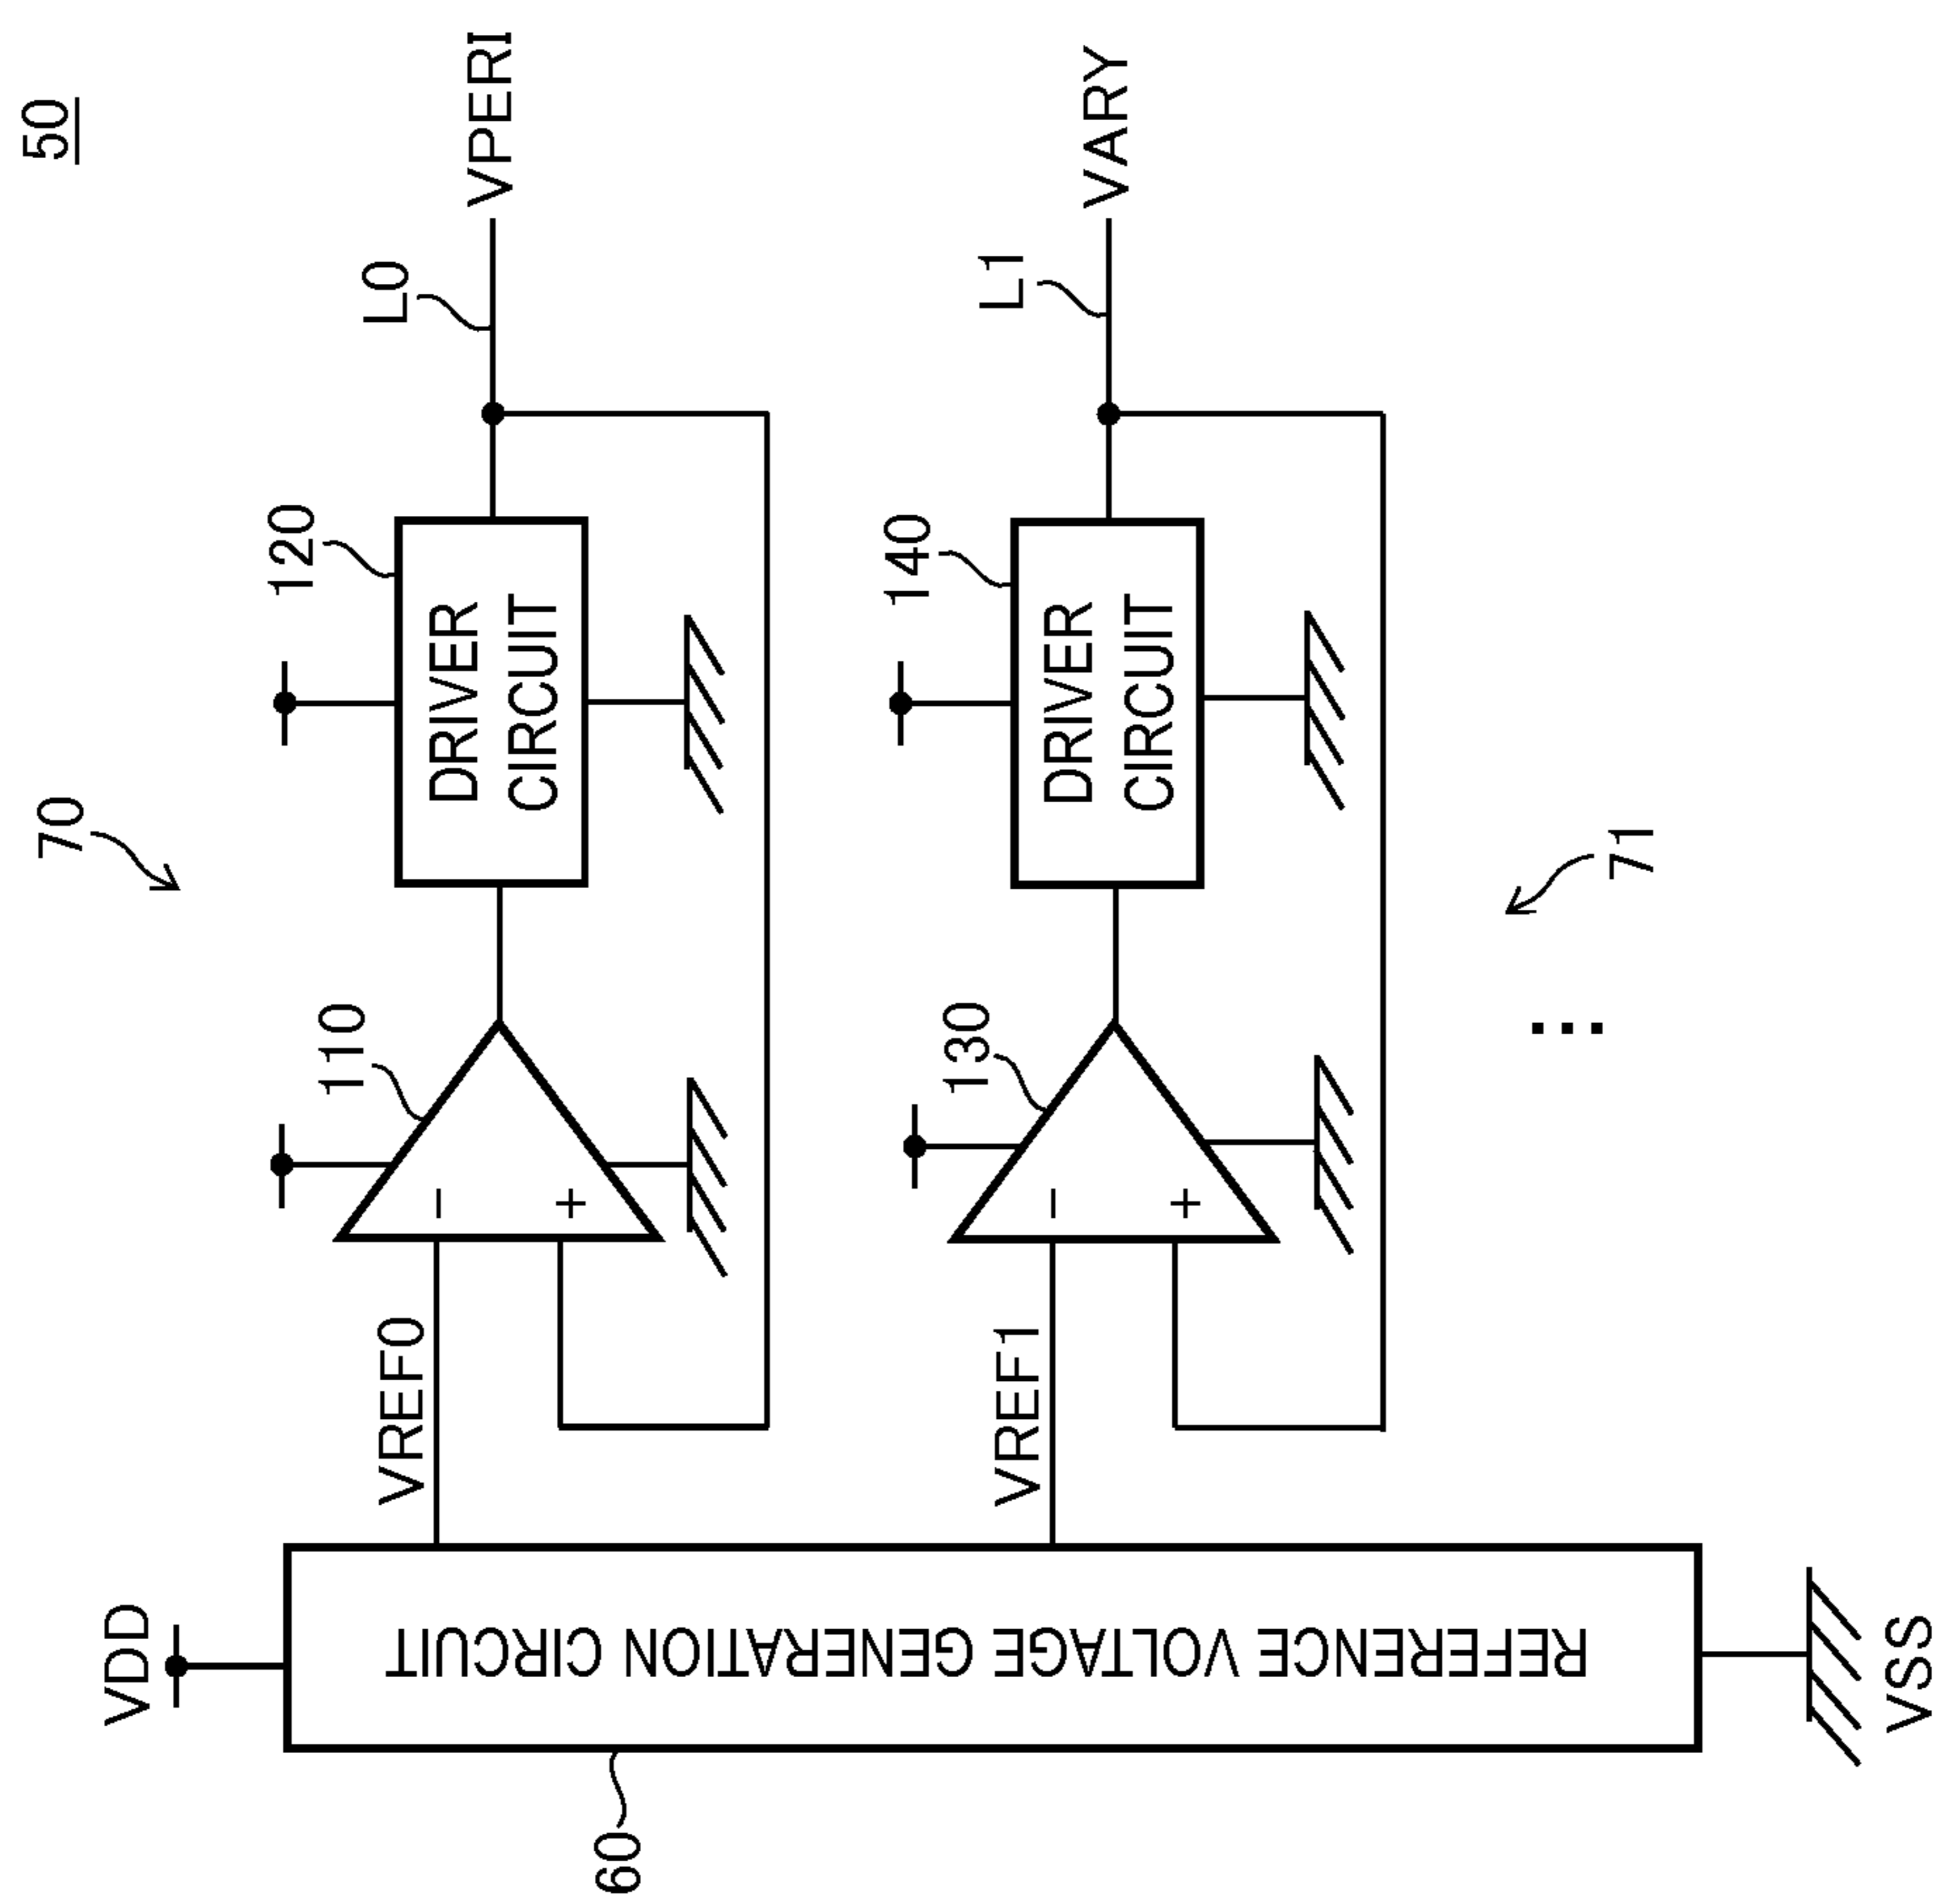 50
70
60
VDD
REFERENCE VOLTAGE GENERATION CIRCUIT
VSS
VREF0
110
−
+
120
DRIVER
CIRCUIT
L0
VPERI
VREF1
130
−
+
140
DRIVER
CIRCUIT
L1
VARY
71